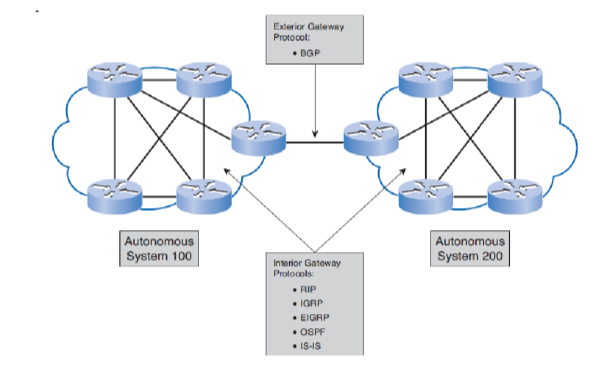 Exterior Gateway
Protocol:
• BGP
Autonomous
System 100
Autonomous
System 200
Interior Gateway
Protocols:
• RIP
• IGRP
• EIGRP
• OSPF
• IS-IS